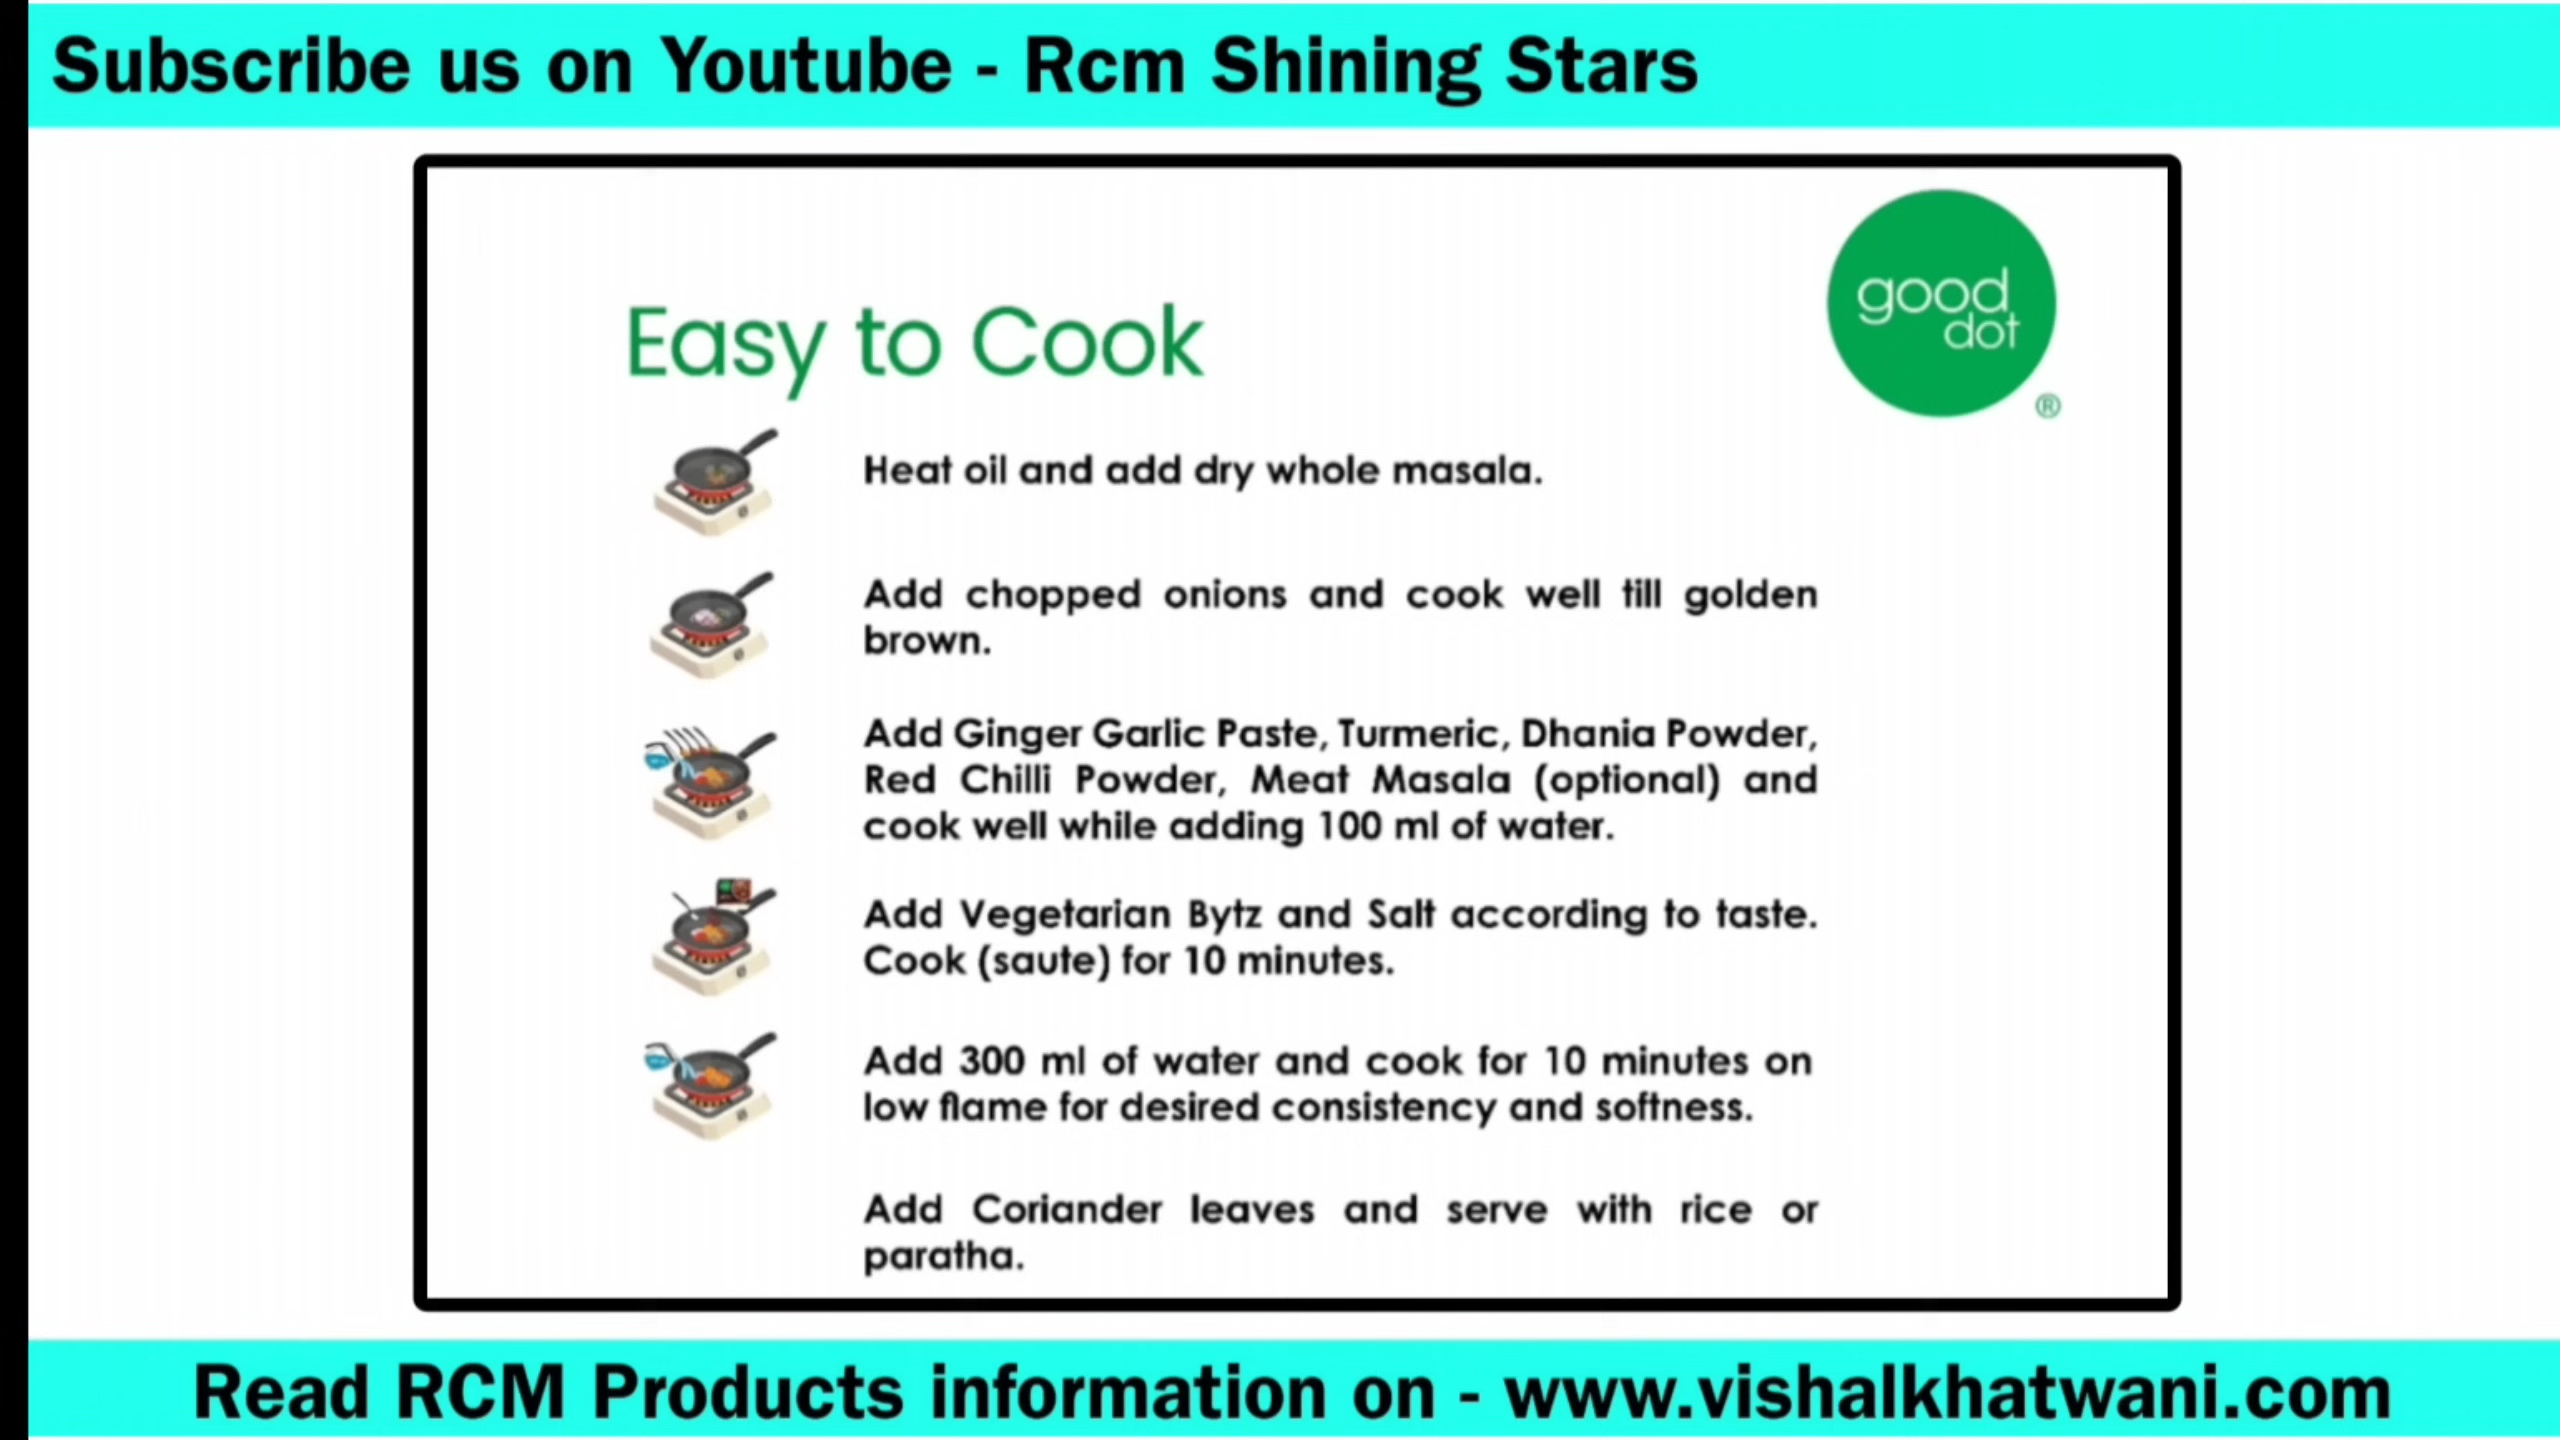 Subscribe us on Youtube - Rcm Shining Stars
good
dot
®
Easy to Cook
Heat oil and add dry whole masala.
Add chopped onions and cook well till golden
brown.
Add Ginger Garlic Paste, Turmeric, Dhania Powder,
Red Chilli Powder, Meat Masala (optional) and
cook well while adding 100 ml of water.
Add Vegetarian Bytz and Salt according to taste.
Cook (saute) for 10 minutes.
Add 300 ml of water and cook for 10 minutes on
low flame for desired consistency and softness.
Add Coriander leaves and serve with rice or
paratha.
Read RCM Products information on - www.vishalkhatwani.com